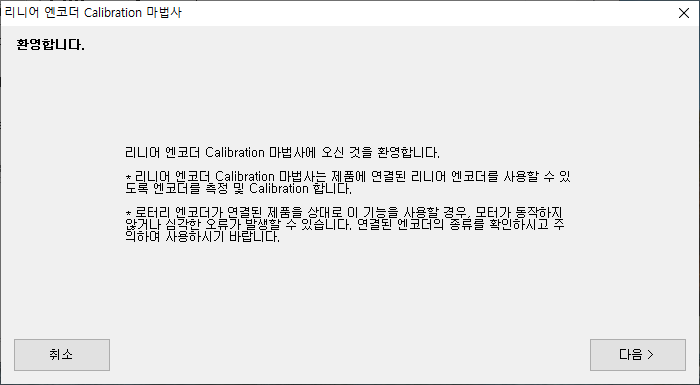 리니어 엔코더 Calibration 마법사
환영합니다.
리니어 엔코더 Calibration 마법사에 오신 것을 환영합니다.
* 리니어 엔코더 Calibration 마법사는 제품에 연결된 리니어 엔코더를 사용할 수 있
도록 엔코더를 측정 및 Calibration 합니다.
* 로터리 엔코더가 연결된 제품을 상대로 이 기능을 사용할 경우, 모터가 동작하지
않거나 심각한 오류가 발생할 수 있습니다. 연결된 엔코더의 종류를 확인하시고 주
의하며 사용하시기 바랍니다.
취소
다음 >